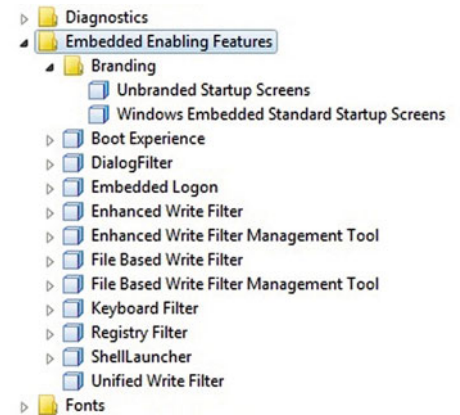 Diagnostics
Embedded Enabling Features
Branding
Unbranded Startup Screens
Windows Embedded Standard Startup Screens
Boot Experience
DialogFilter
Embedded Logon
Enhanced Write Filter
Enhanced Write Filter Management Tool
File Based Write Filter
File Based Write Filter Management Tool
Keyboard Filter
Registry Filter
ShellLauncher
Unified Write Filter
Fonts